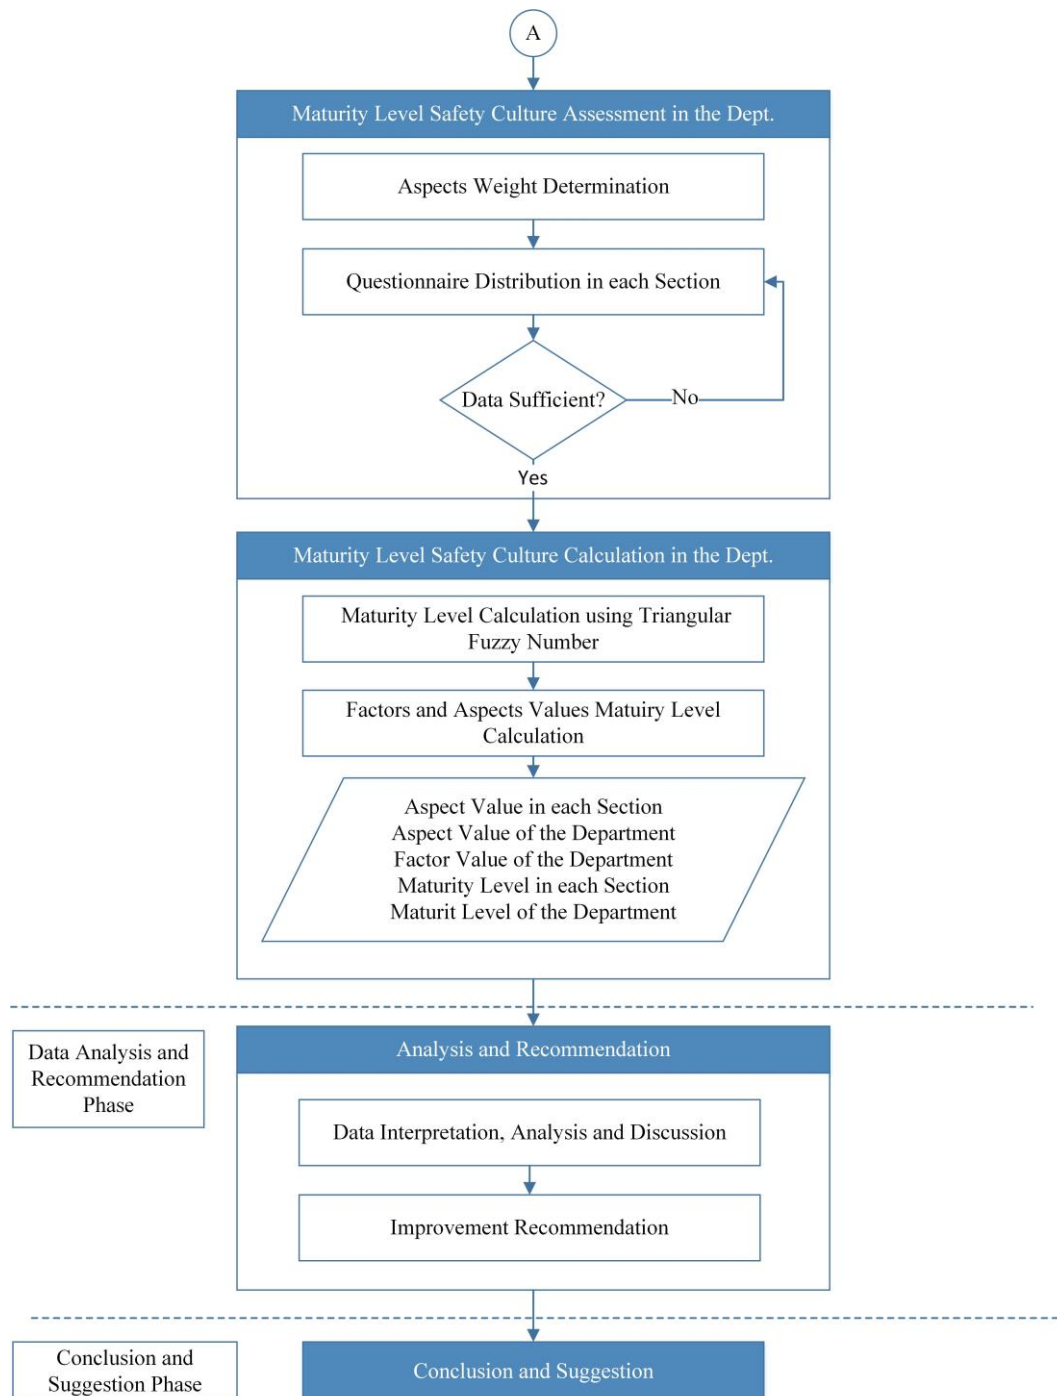 A
Maturity Level Safety Culture Assessment in the Dept.
Aspects Weight Determination
Questionnaire Distribution in each Section
Data Sufficient?
No
Yes
Maturity Level Safety Culture Calculation in the Dept.
Maturity Level Calculation using Triangular
Fuzzy Number
Factors and Aspects Values Matuiry Level
Calculation
Aspect Value in each Section
Aspect Value of the Department
Factor Value of the Department
Maturity Level in each Section
Maturit Level of the Department
Data Analysis and
Recommendation
Phase
Analysis and Recommendation
Data Interpretation, Analysis and Discussion
Improvement Recommendation
Conclusion and
Suggestion Phase
Conclusion and Suggestion